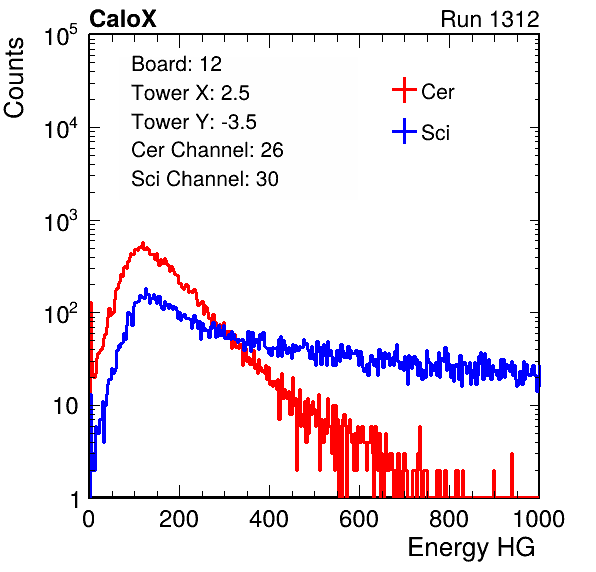 CaloX Run 1312
Counts
Board: 12
Tower X: 2.5
Tower Y: -3.5
Cer Channel: 26
Sci Channel: 30
Cer
Sci
10^5
10^4
10^3
10^2
10
1
0 200 400 600 800 1000
Energy HG